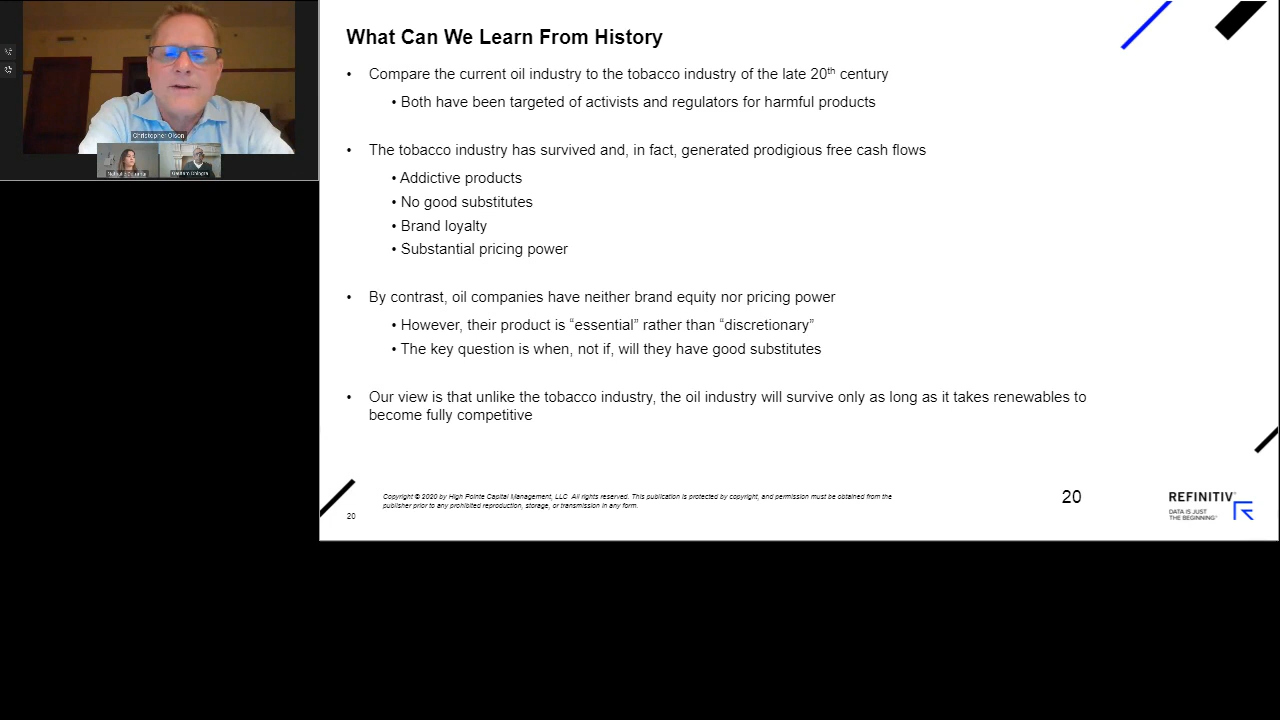 Christopher Olson
What Can We Learn From History
• Compare the current oil industry to the tobacco industry of the late 20th century
• Both have been targeted of activists and regulators for harmful products
• The tobacco industry has survived and, in fact, generated prodigious free cash flows
• Addictive products
• No good substitutes
• Brand loyalty
• Substantial pricing power
• By contrast, oil companies have neither brand equity nor pricing power
• However, their product is “essential” rather than “discretionary”
• The key question is when, not if, will they have good substitutes
• Our view is that unlike the tobacco industry, the oil industry will survive only as long as it takes renewables to
become fully competitive
Copyright © 2020 by High Pointe Capital Management, LLC All rights reserved. This publication is protected by copyright, and permission must be obtained from the
publisher prior to any prohibited reproduction, storage, or transmission in any form.
20
20
REFINITIV
DATA IS JUST
THE BEGINNING